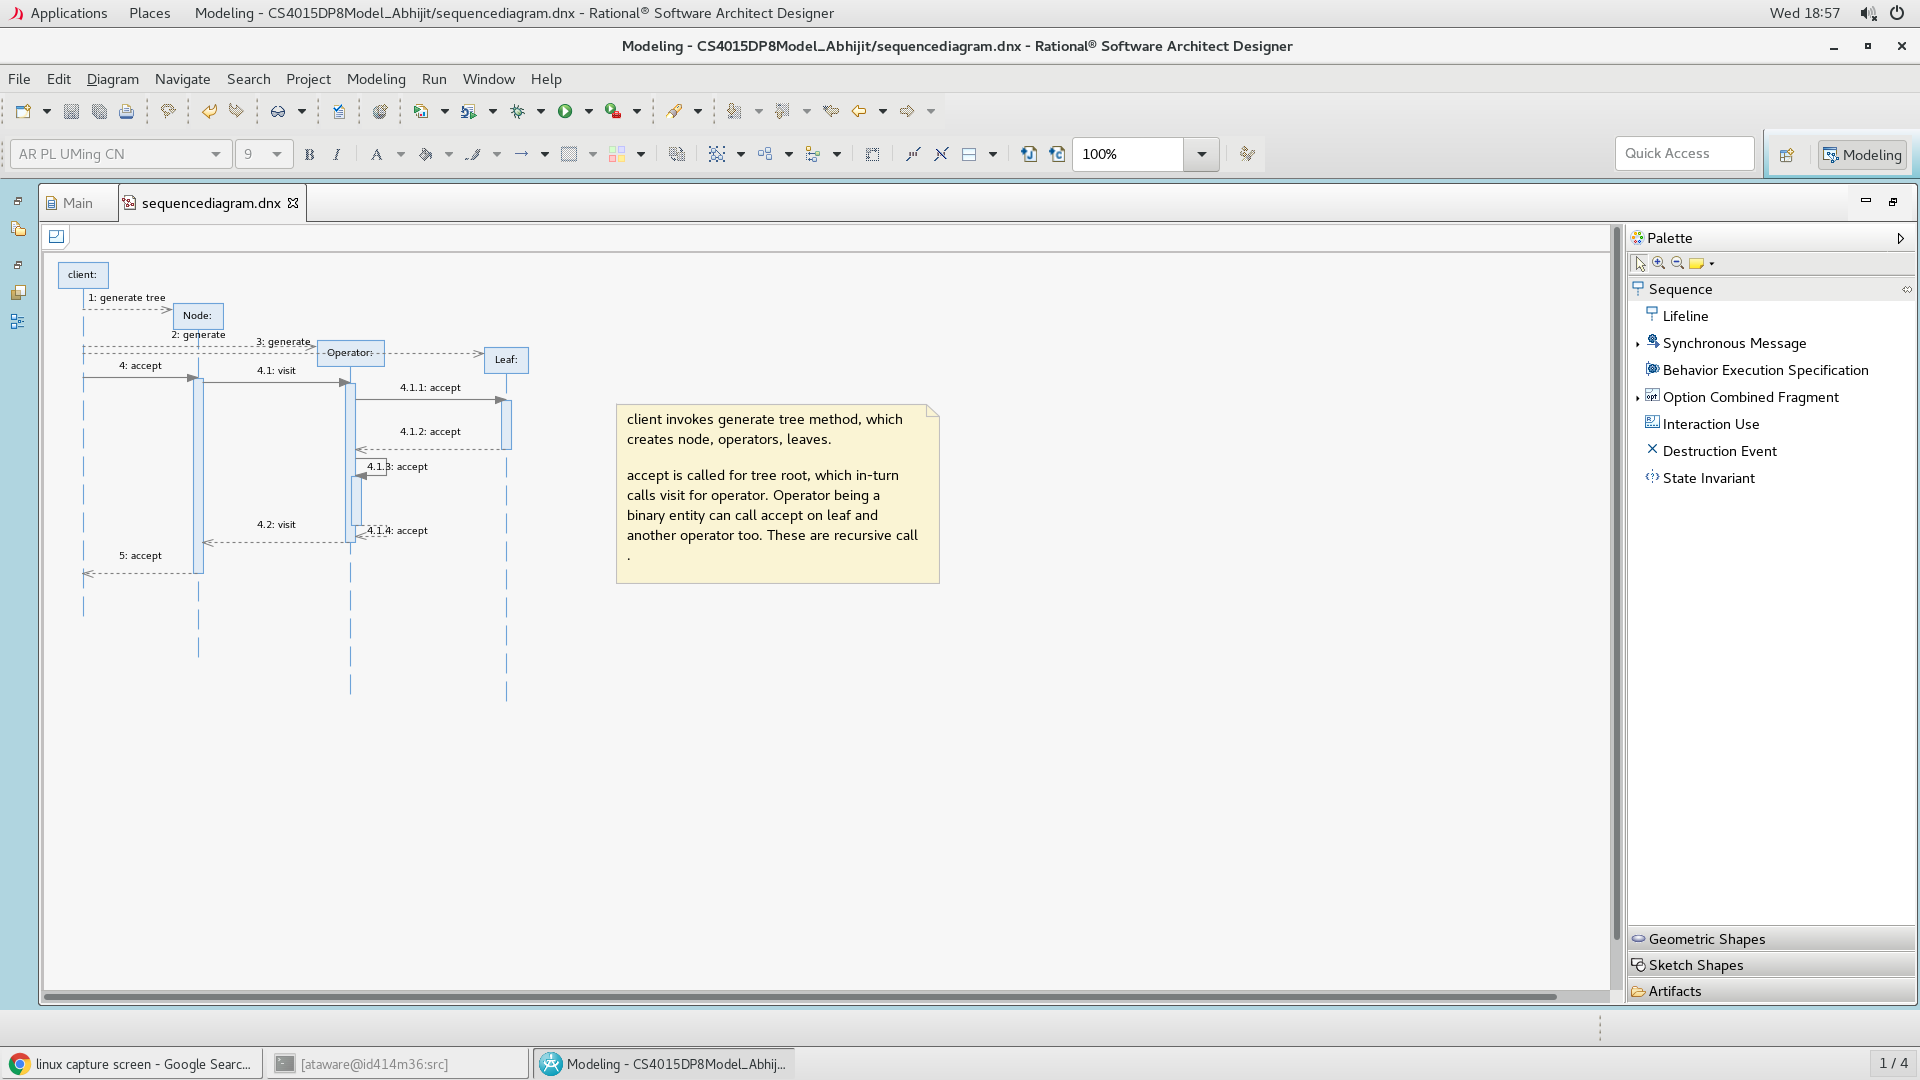 Applications Places Modeling - CS4015DP8Model_Abhijit/sequencediagram.dnx - Rational® Software Architect Designer Wed 18:57
Modeling - CS4015DP8Model_Abhijit/sequencediagram.dnx - Rational® Software Architect Designer
File Edit Diagram Navigate Search Project Modeling Run Window Help
AR PL UMing CN 9 B I A 100% Quick Access Modeling
Main sequencediagram.dnx
client:
1: generate tree
Node:
2: generate
3: generate
Operator:
Leaf:
4: accept
4.1: visit
4.1.1: accept
4.1.2: accept
4.1.3: accept
4.2: visit
4.1.4: accept
5: accept
client invokes generate tree method, which
creates node, operators, leaves.
accept is called for tree root, which in-turn
calls visit for operator. Operator being a
binary entity can call accept on leaf and
another operator too. These are recursive call
.
Palette
Sequence
Lifeline
Synchronous Message
Behavior Execution Specification
Option Combined Fragment
Interaction Use
Destruction Event
State Invariant
Geometric Shapes
Sketch Shapes
Artifacts
linux capture screen - Google Searc... [ataware@id414m36:src] Modeling - CS4015DP8Model_Abhij... 1 / 4